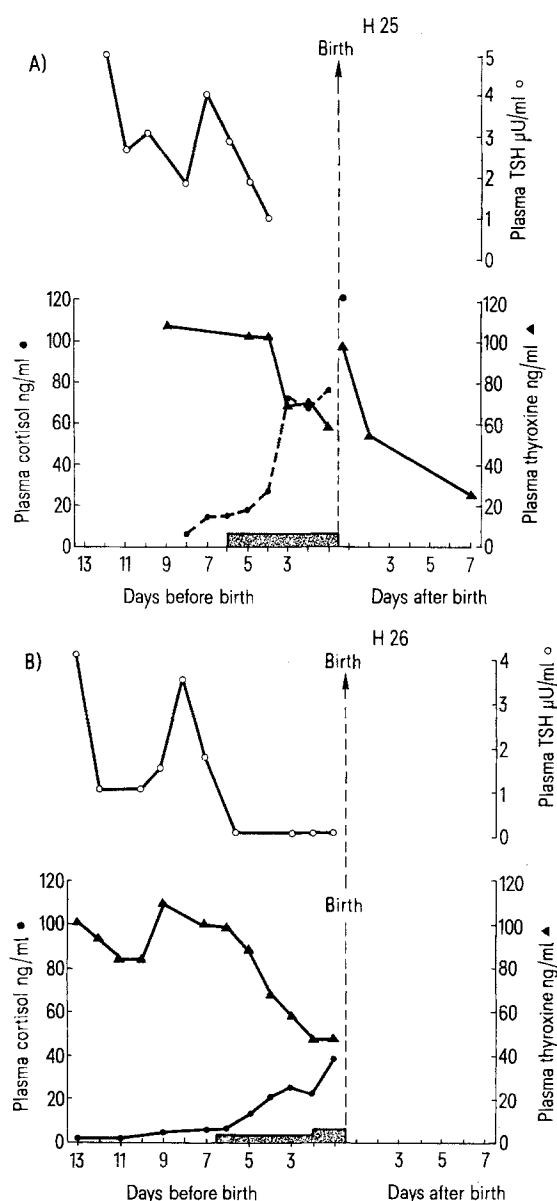 H 25
A)
Birth
5
4
3
2
1
0
Plasma TSH µU/ml ○
120
100
80
60
40
20
0
Plasma cortisol ng/ml ●
120
100
80
60
40
20
0
Plasma thyroxine ng/ml ▲
13 11 9 7 5 3 1 3 5 7
Days before birth Days after birth
H 26
B)
Birth
4
3
2
1
0
Plasma TSH µU/ml ○
Birth
120
100
80
60
40
20
0
Plasma cortisol ng/ml ●
120
100
80
60
40
20
0
Plasma thyroxine ng/ml ▲
13 11 9 7 5 3 3 5 7
Days before birth Days after birth